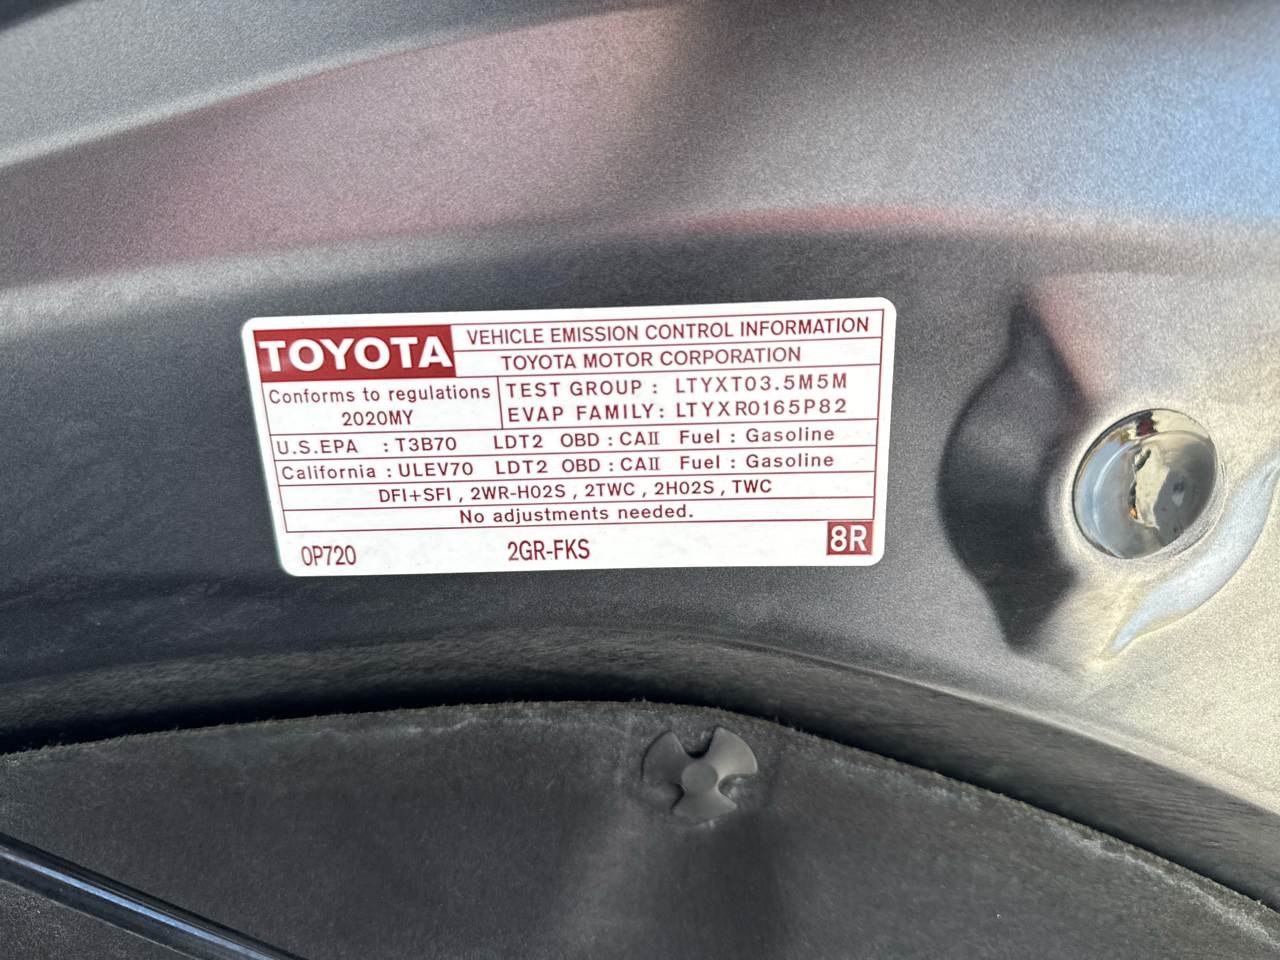 TOYOTA
VEHICLE EMISSION CONTROL INFORMATION
TOYOTA MOTOR CORPORATION
Conforms to regulations
2020MY
TEST GROUP : LTYXT03.5M5M
EVAP FAMILY: LTYXR0165P82
U.S.EPA : T3B70 LDT2 OBD : CAII Fuel : Gasoline
California : ULEV70 LDT2 OBD : CAII Fuel : Gasoline
DFI+SFI , 2WR-HO2S , 2TWC , 2HO2S , TWC
No adjustments needed.
0P720 2GR-FKS 8R